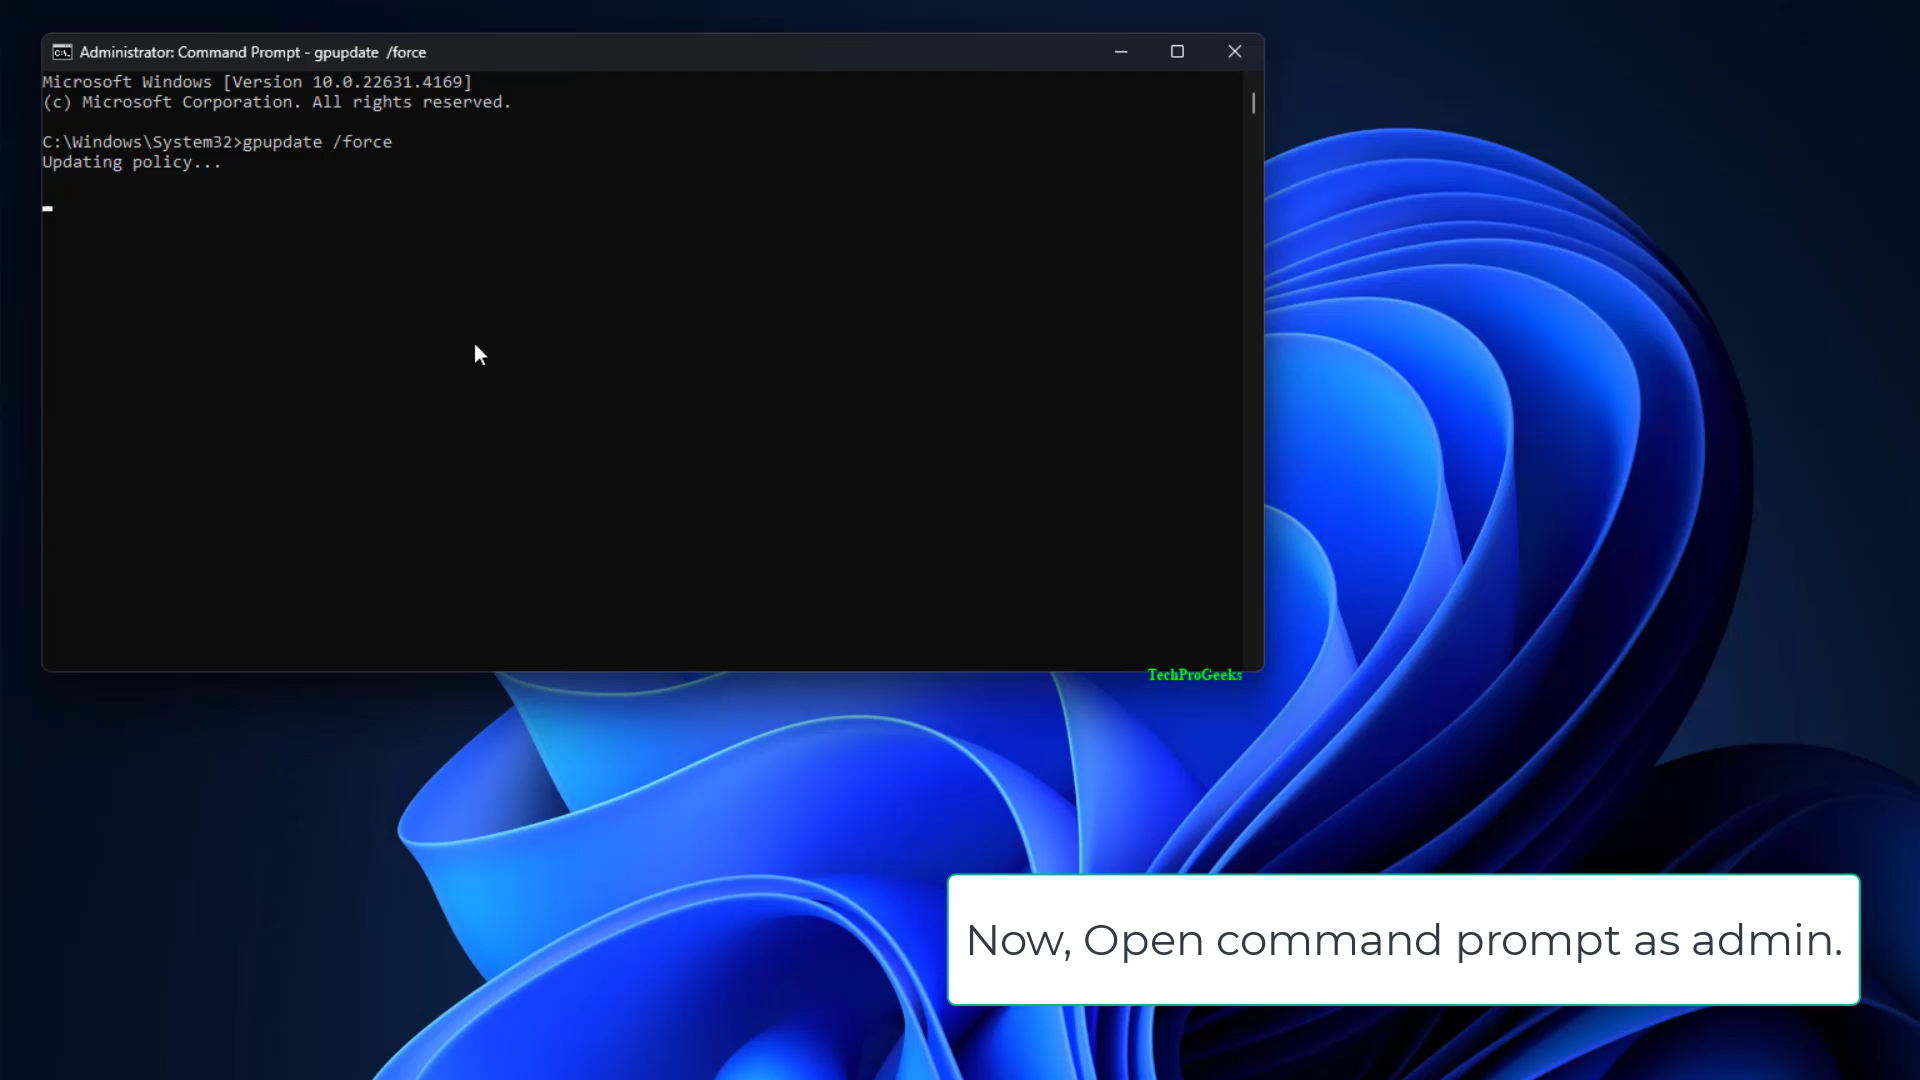 Administrator: Command Prompt - gpupdate  /force
Microsoft Windows [Version 10.0.22631.4169]
(c) Microsoft Corporation. All rights reserved.
C:\Windows\System32>gpupdate /force
Updating policy...
TechProGeeks
Now, Open command prompt as admin.